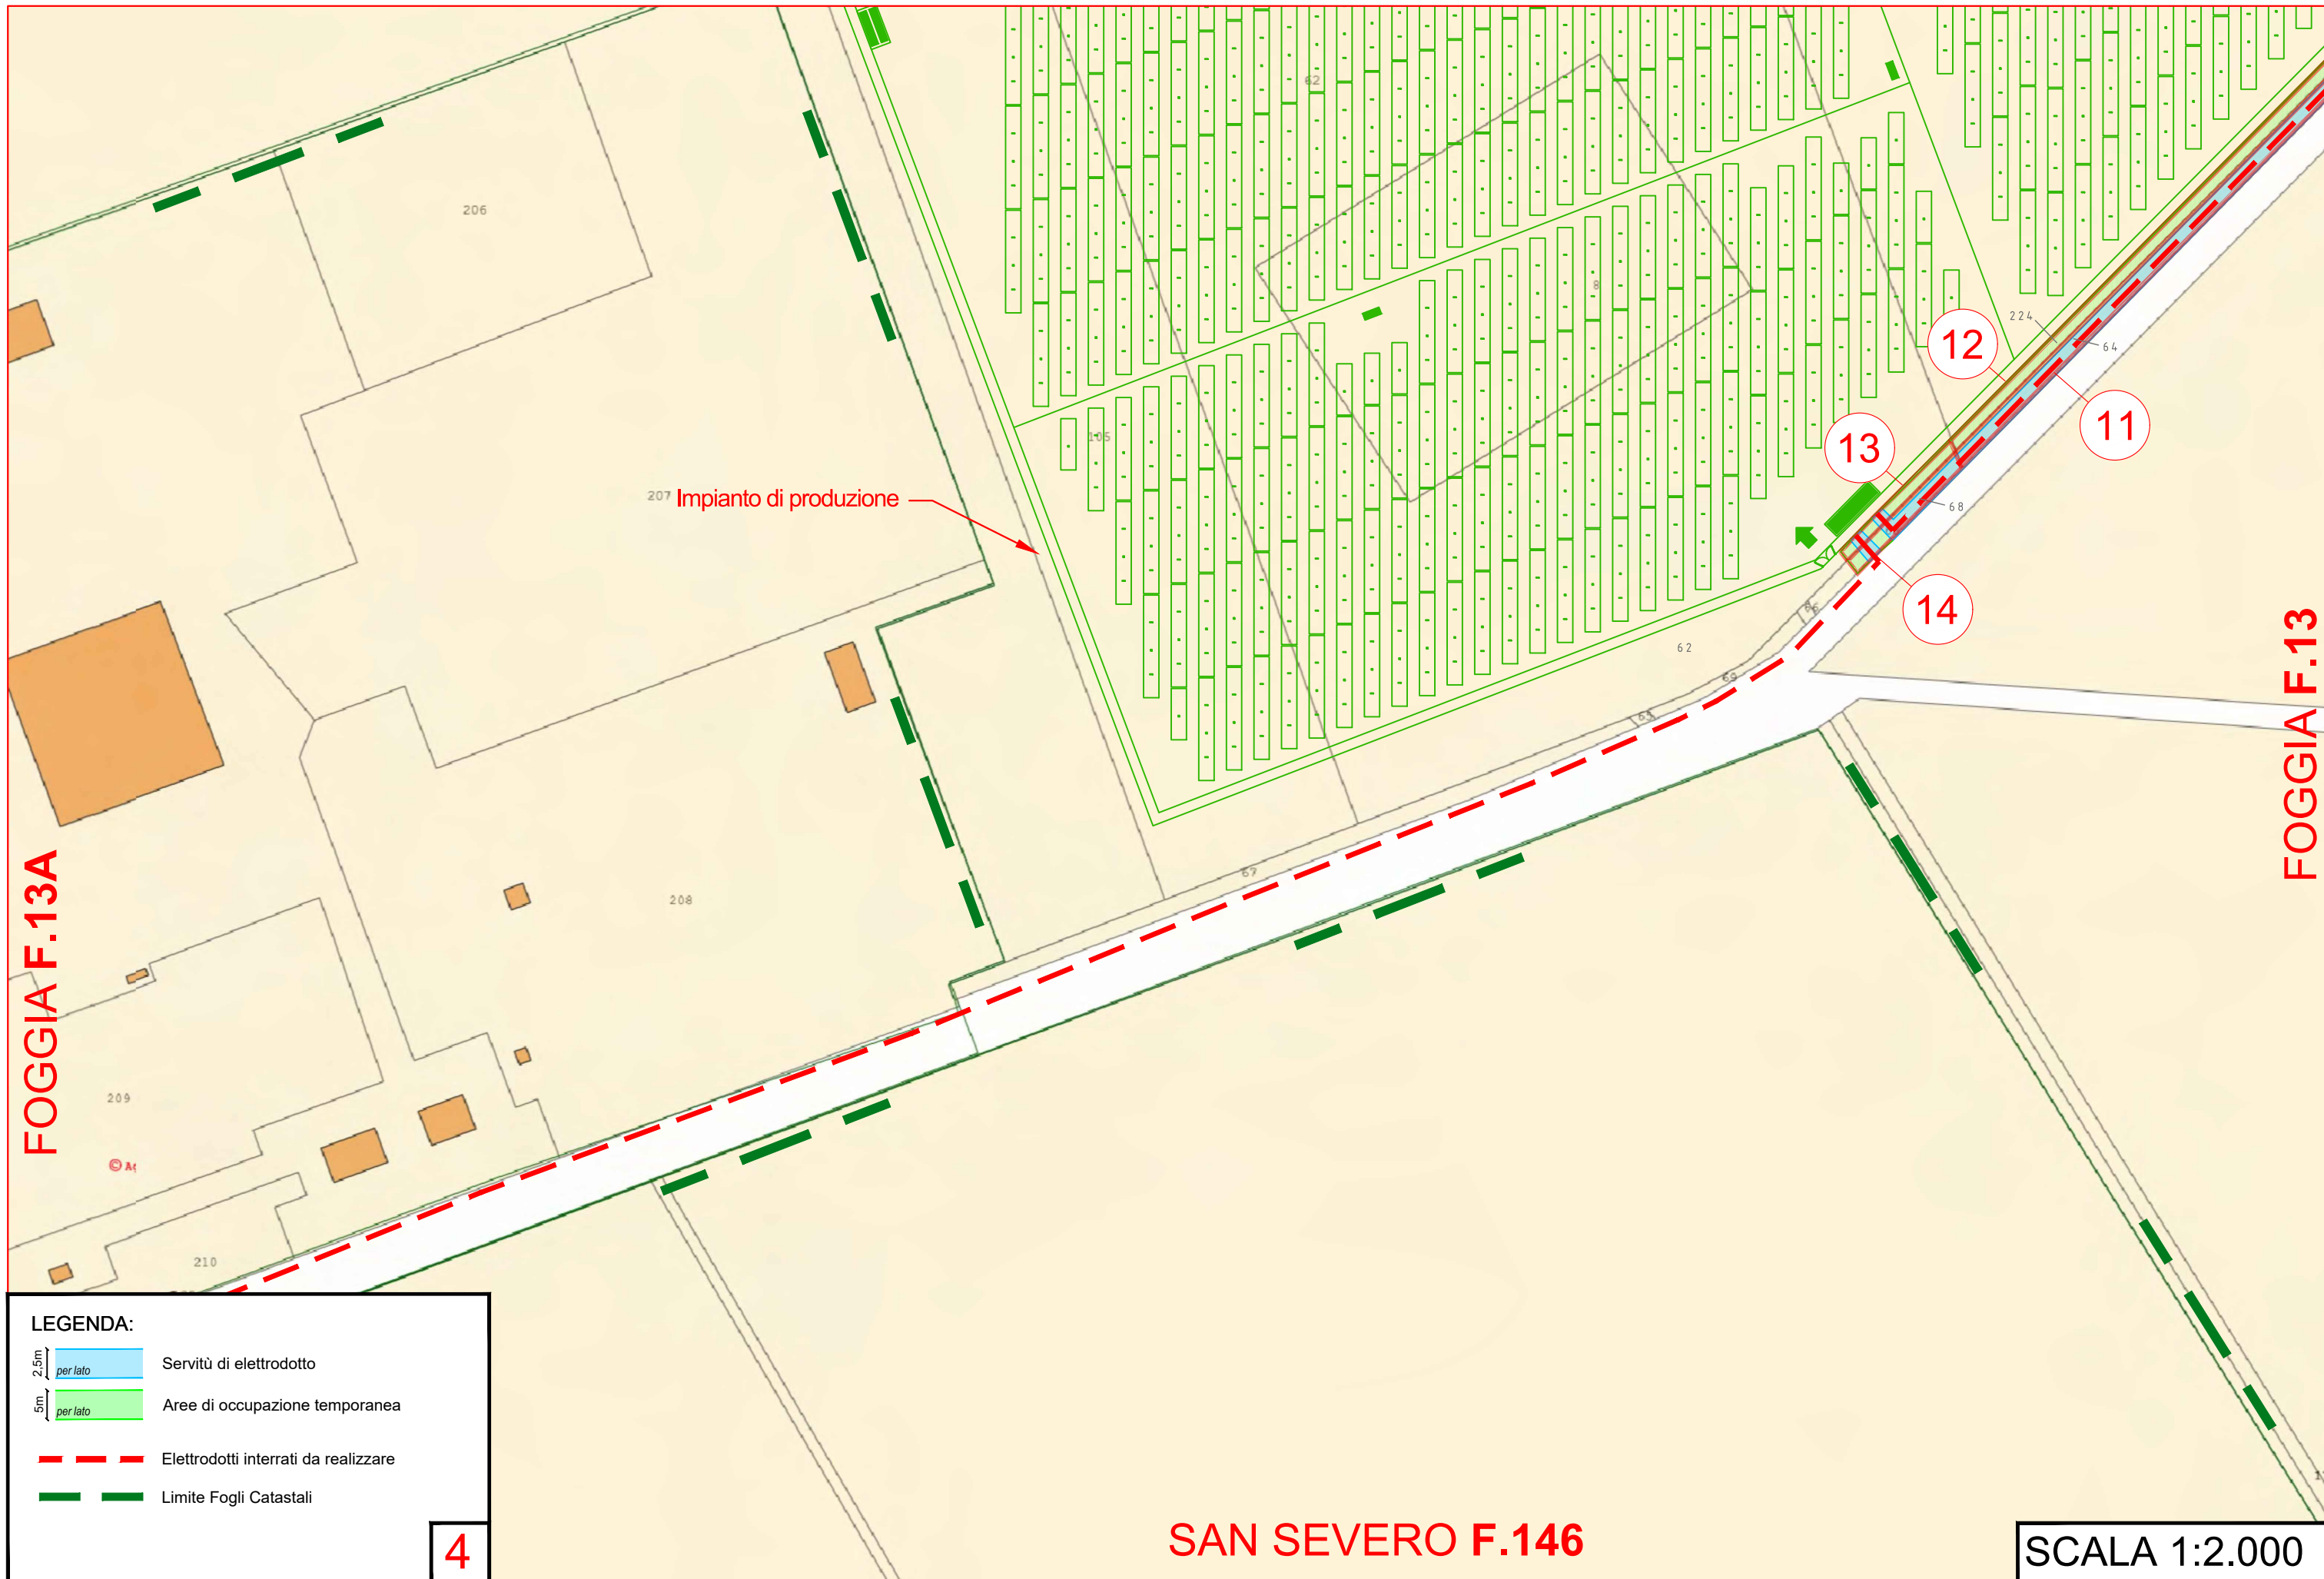 62
206
8
224
64
12
11
105
13
207
Impianto di produzione
68
14
66
62
69
63
FOGGIA F.13
67
208
FOGGIA F.13A
209
210
LEGENDA:
2,5m per lato Servitù di elettrodotto
5m per lato Aree di occupazione temporanea
Elettrodotti interrati da realizzare
Limite Fogli Catastali
4
SAN SEVERO F.146
SCALA 1:2.000